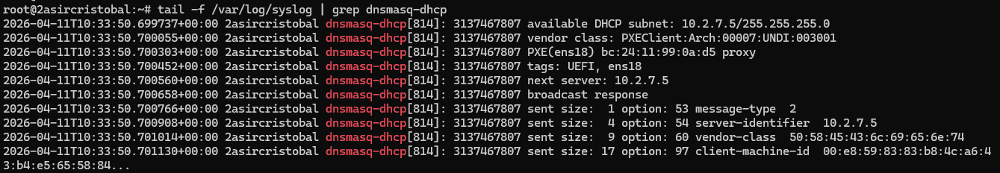 root@2asircristobal:~# tail -f /var/log/syslog | grep dnsmasq-dhcp
2026-04-11T10:33:50.699737+00:00 2asircristobal dnsmasq-dhcp[814]: 3137467807 available DHCP subnet: 10.2.7.5/255.255.255.0
2026-04-11T10:33:50.700055+00:00 2asircristobal dnsmasq-dhcp[814]: 3137467807 vendor class: PXEClient:Arch:00007:UNDI:003001
2026-04-11T10:33:50.700303+00:00 2asircristobal dnsmasq-dhcp[814]: 3137467807 PXE(ens18) bc:24:11:99:0a:d5 proxy
2026-04-11T10:33:50.700452+00:00 2asircristobal dnsmasq-dhcp[814]: 3137467807 tags: UEFI, ens18
2026-04-11T10:33:50.700560+00:00 2asircristobal dnsmasq-dhcp[814]: 3137467807 next server: 10.2.7.5
2026-04-11T10:33:50.700658+00:00 2asircristobal dnsmasq-dhcp[814]: 3137467807 broadcast response
2026-04-11T10:33:50.700766+00:00 2asircristobal dnsmasq-dhcp[814]: 3137467807 sent size:  1 option: 53 message-type  2
2026-04-11T10:33:50.700908+00:00 2asircristobal dnsmasq-dhcp[814]: 3137467807 sent size:  4 option: 54 server-identifier  10.2.7.5
2026-04-11T10:33:50.701014+00:00 2asircristobal dnsmasq-dhcp[814]: 3137467807 sent size:  9 option: 60 vendor-class  50:58:45:43:6c:69:65:6e:74
2026-04-11T10:33:50.701130+00:00 2asircristobal dnsmasq-dhcp[814]: 3137467807 sent size: 17 option: 97 client-machine-id  00:e8:59:83:83:b8:4c:a6:4
3:b4:e5:65:58:84...